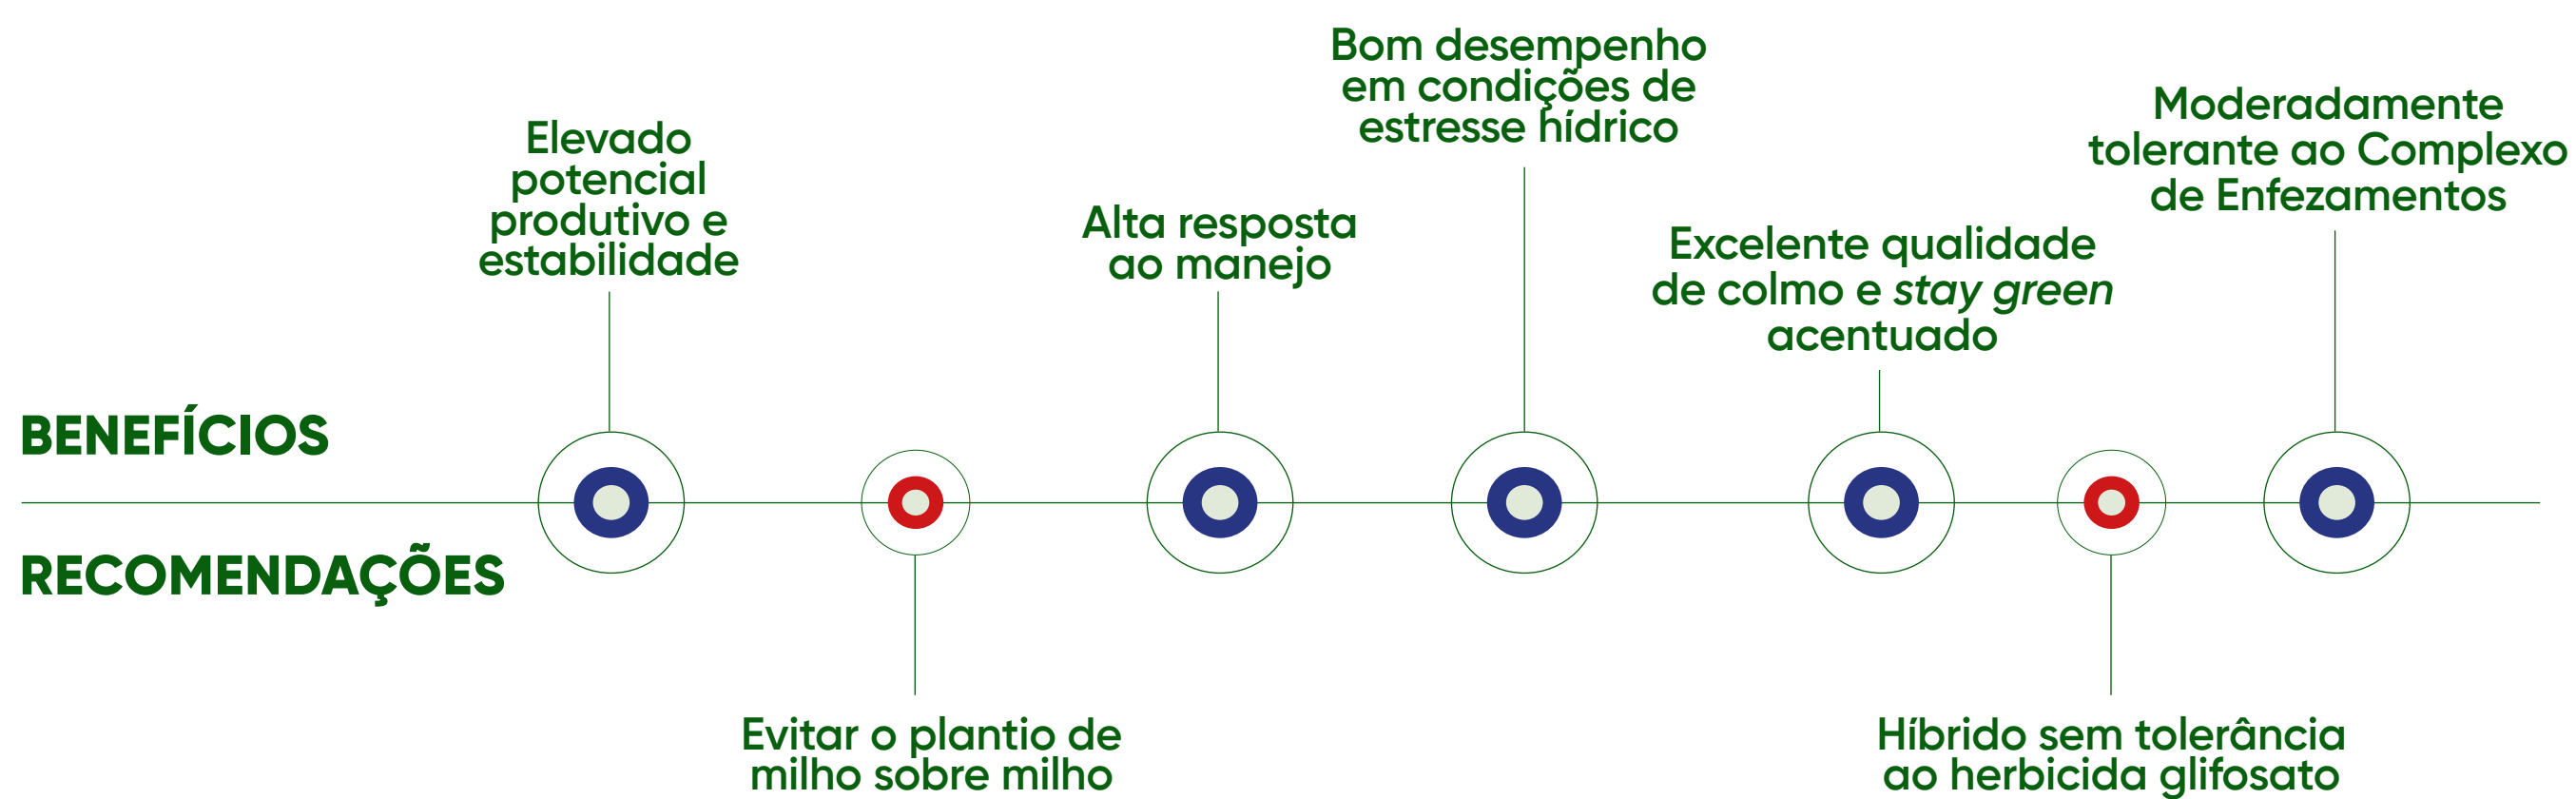 BENEFÍCIOS
Elevado
potencial
produtivo e
estabilidade
Alta resposta
ao manejo
Bom desempenho
em condições de
estresse hídrico
Excelente qualidade
de colmo e stay green
acentuado
Moderadamente
tolerante ao Complexo
de Enfezamentos
RECOMENDAÇÕES
Evitar o plantio de
milho sobre milho
Híbrido sem tolerância
ao herbicida glifosato